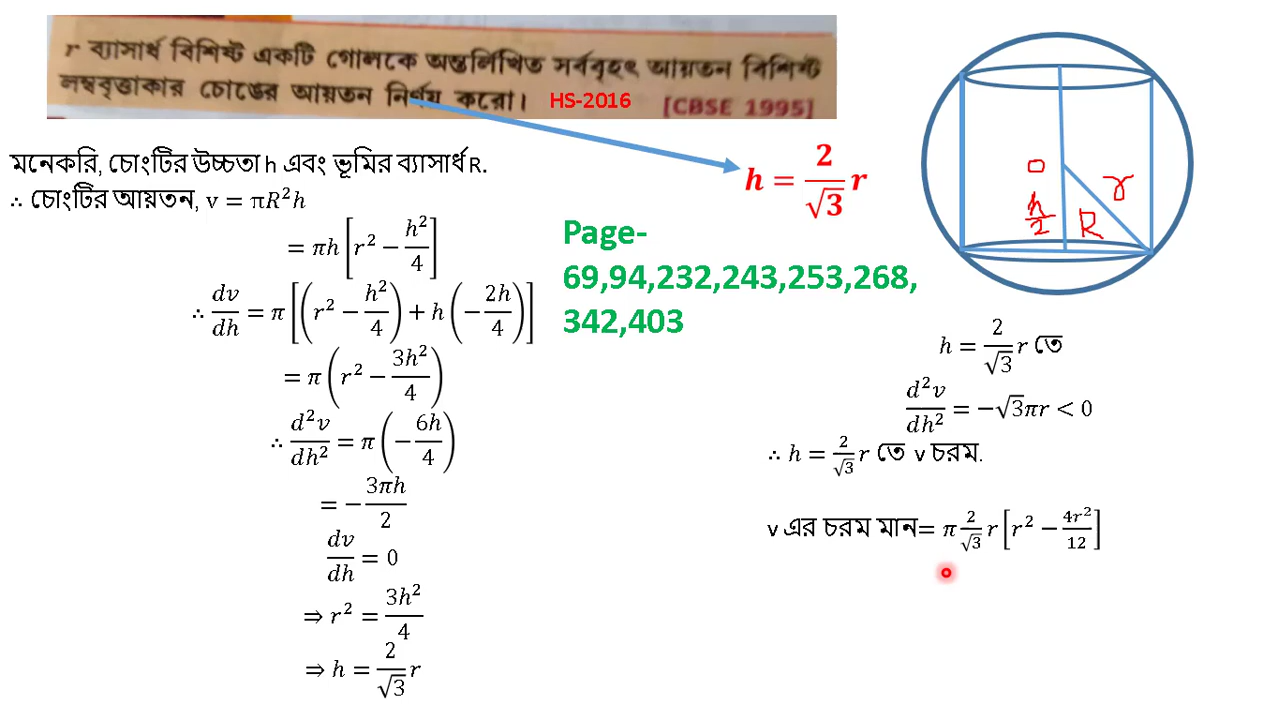 r ব্যাসার্ধ বিশিষ্ট একটি গোলকে অন্তর্লিখিত সর্ববৃহৎ আয়তন বিশিষ্ট
লম্ববৃত্তাকার চোঙের আয়তন নির্ণয় করো। HS-2016 [CBSE 1995]
মনেকরি, চোংটির উচ্চতা h এবং ভূমির ব্যাসার্ধ R.
∴ চোংটির আয়তন, v = πR²h
= πh [r² − h²/4]
∴ dv/dh = π [(r² − h²/4) + h (−2h/4)]
= π (r² − 3h²/4)
∴ d²v/dh² = π (−6h/4)
= −3πh/2
dv/dh = 0
⇒ r² = 3h²/4
⇒ h = 2/√3 r
h = 2/√3 r
Page-
69,94,232,243,253,268,
342,403
O
r
h/2
R
h = 2/√3 r তে
d²v/dh² = −√3πr < 0
∴ h = 2/√3 r তে v চরম.
v এর চরম মান= π 2/√3 r [r² − 4r²/12]